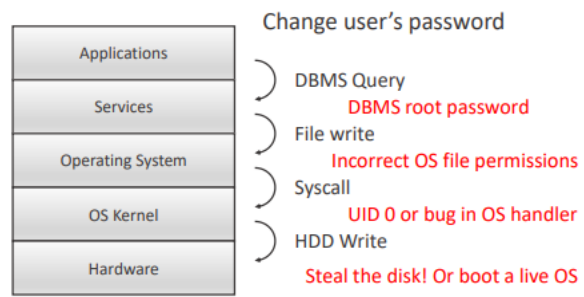 Change user's password
Applications
DBMS Query
Services
DBMS root password
File write
Operating System
Incorrect OS file permissions
Syscall
OS Kernel
UID 0 or bug in OS handler
HDD Write
Hardware
Steal the disk! Or boot a live OS